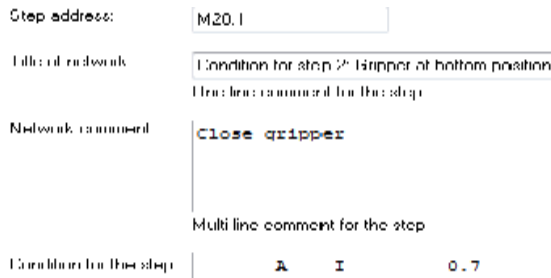 Step address: M20.1
Title of network Condition for step 2: Gripper at bottom position
One line comment for the step
Network comment Close gripper
Multi line comment for the step
Condition for the step A I 0.7